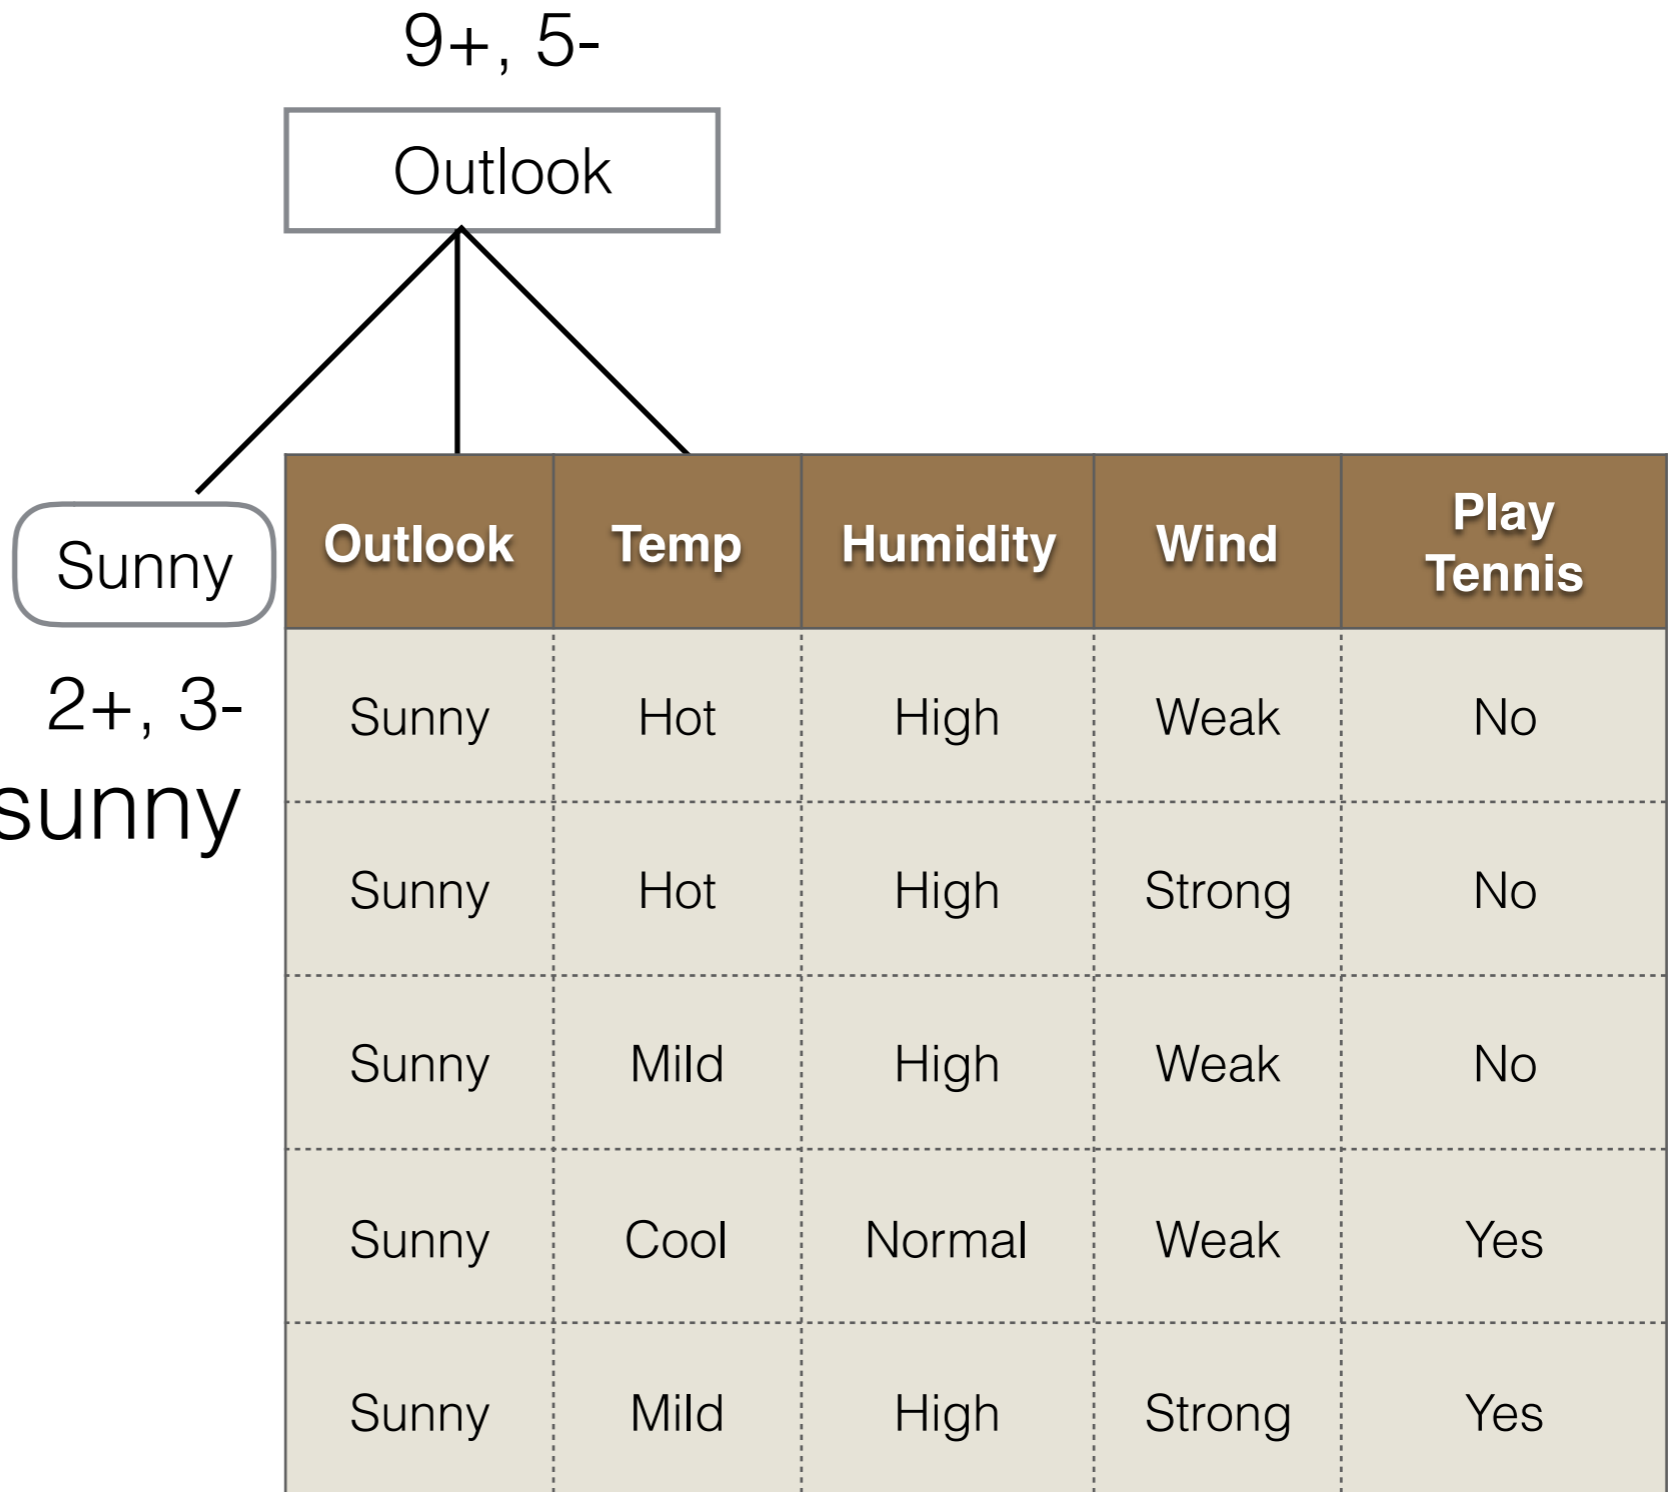 9+, 5-
Outlook
Sunny
2+, 3-
sunny
Outlook Temp Humidity Wind Play Tennis
Sunny Hot High Weak No
Sunny Hot High Strong No
Sunny Mild High Weak No
Sunny Cool Normal Weak Yes
Sunny Mild High Strong Yes